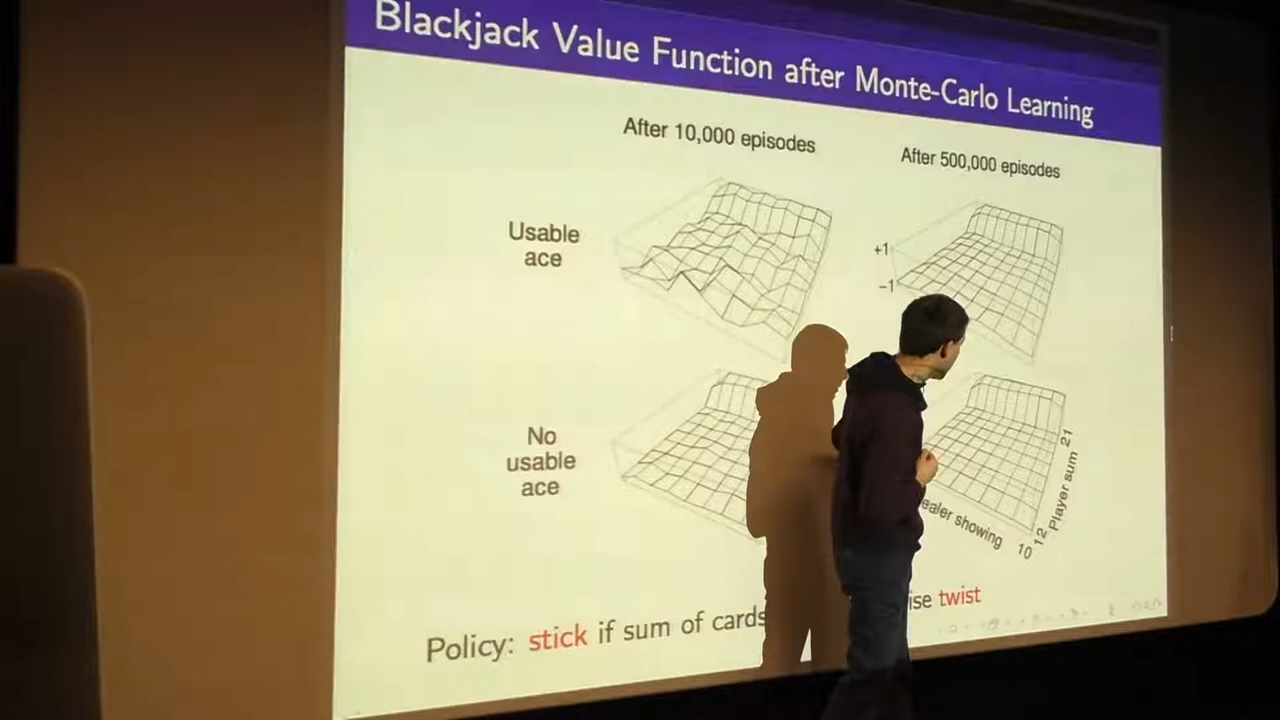 Blackjack Value Function after Monte-Carlo Learning
After 10,000 episodes
After 500,000 episodes
Usable
ace
+1
−1
No
usable
ace
ealer showing
10
12
Player sum
21
Policy: stick if sum of cards
ise twist